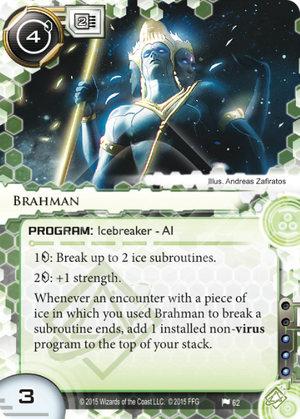 4
Illus. Andreas Zafiratos
BRAHMAN
PROGRAM: Icebreaker - AI
1: Break up to 2 ice subroutines.
2: +1 strength.
Whenever an encounter with a piece of
ice in which you used Brahman to break a
subroutine ends, add 1 installed non-virus
program to the top of your stack.
3
© 2015 Wizards of the Coast LLC. © 2015 FFG 62